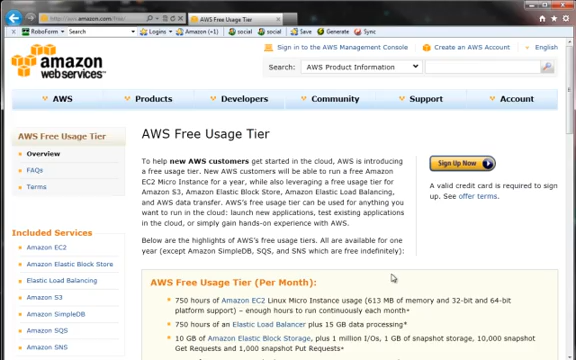 AWS Free Usage Tier
RoboForm Search Logins Amazon (+1) social social Save Generate Sync
Sign in to the AWS Management Console Create an AWS Account English
amazon
web services™
Search: AWS Product Information
AWS Products Developers Community Support Account
AWS Free Usage Tier
Overview
FAQs
Terms
Included Services
Amazon EC2
Amazon Elastic Block Store
Elastic Load Balancing
Amazon S3
Amazon SimpleDB
Amazon SQS
Amazon SNS
AWS Free Usage Tier
To help new AWS customers get started in the cloud, AWS is introducing
a free usage tier. New AWS customers will be able to run a free Amazon
EC2 Micro Instance for a year, while also leveraging a free usage tier for
Amazon S3, Amazon Elastic Block Store, Amazon Elastic Load Balancing,
and AWS data transfer. AWS's free usage tier can be used for anything you
want to run in the cloud: launch new applications, test existing applications
in the cloud, or simply gain hands-on experience with AWS.
Below are the highlights of AWS's free usage tiers. All are available for one
year (except Amazon SimpleDB, SQS, and SNS which are free indefinitely):
Sign Up Now
A valid credit card is required to sign
up. See offer terms.
AWS Free Usage Tier (Per Month):
750 hours of Amazon EC2 Linux Micro Instance usage (613 MB of memory and 32-bit and 64-bit
platform support) – enough hours to run continuously each month*
750 hours of an Elastic Load Balancer plus 15 GB data processing*
10 GB of Amazon Elastic Block Storage, plus 1 million I/Os, 1 GB of snapshot storage, 10,000 snapshot
Get Requests and 1,000 snapshot Put Requests*